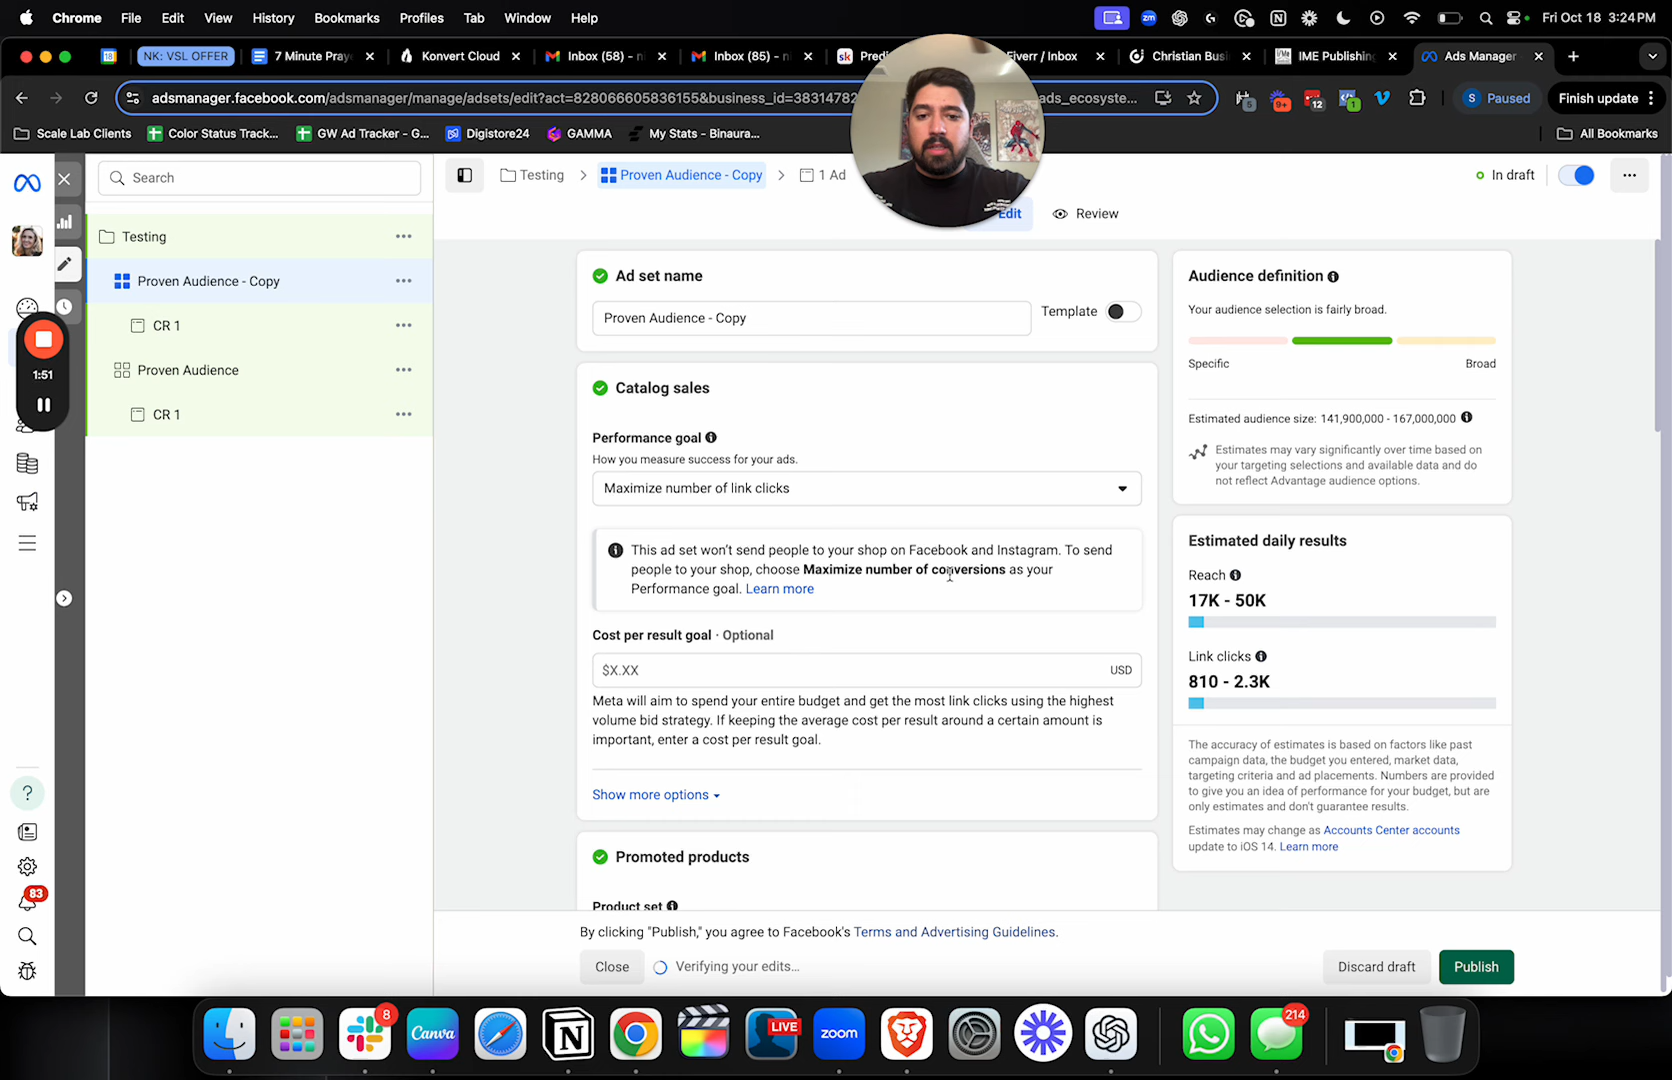 Chrome File Edit View History Bookmarks Profiles Tab Window Help
zm
Fri Oct 18 3:24 PM
18
NK: VSL OFFER
7 Minute Pray
Konvert Cloud
Inbox (58) - n
Inbox (85) - n
sk
Predi
Fiverr / Inbox
Christian Busi
IME Publishing
Ads Manager
adsmanager.facebook.com/adsmanager/manage/adsets/edit?act=828066605836155&business_id=38314782
ads_ecosyste...
5
9+
12
1
S
Paused
Finish update
Scale Lab Clients
Color Status Track...
GW Ad Tracker - G...
Digistore24
GAMMA
My Stats - Binaura...
All Bookmarks
Search
Testing
Proven Audience - Copy
1 Ad
In draft
Edit
Review
Testing
Proven Audience - Copy
CR 1
Proven Audience
CR 1
1:51
83
Ad set name
Proven Audience - Copy
Template
Catalog sales
Performance goal
How you measure success for your ads.
Maximize number of link clicks
This ad set won't send people to your shop on Facebook and Instagram. To send
people to your shop, choose Maximize number of conversions as your
Performance goal. Learn more
Cost per result goal · Optional
$X.XX
USD
Meta will aim to spend your entire budget and get the most link clicks using the highest
volume bid strategy. If keeping the average cost per result around a certain amount is
important, enter a cost per result goal.
Show more options
Promoted products
Product set
Audience definition
Your audience selection is fairly broad.
Specific
Broad
Estimated audience size: 141,900,000 - 167,000,000
Estimates may vary significantly over time based on
your targeting selections and available data and do
not reflect Advantage audience options.
Estimated daily results
Reach
17K - 50K
Link clicks
810 - 2.3K
The accuracy of estimates is based on factors like past
campaign data, the budget you entered, market data,
targeting criteria and ad placements. Numbers are provided
to give you an idea of performance for your budget, but are
only estimates and don't guarantee results.
Estimates may change as Accounts Center accounts
update to iOS 14. Learn more
By clicking "Publish," you agree to Facebook's Terms and Advertising Guidelines.
Close
Verifying your edits...
Discard draft
Publish
8
Canva
LIVE
zoom
214